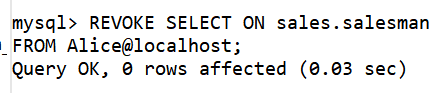 mysql> REVOKE SELECT ON sales.salesman
FROM Alice@localhost;
Query OK, 0 rows affected (0.03 sec)